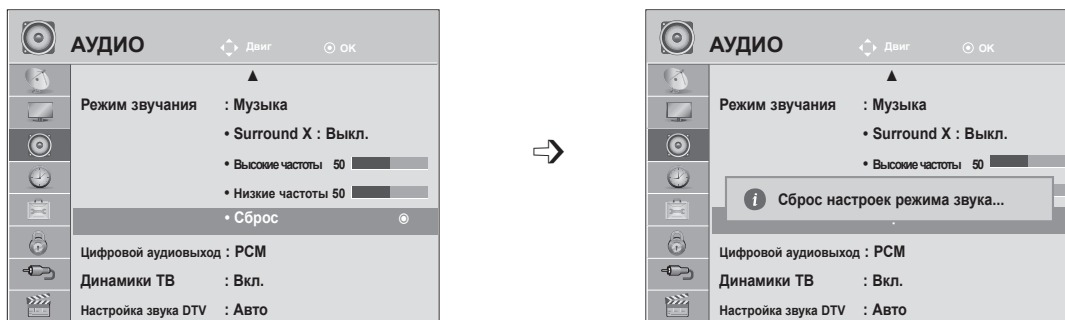 АУДИО Двиг ОК
Режим звучания : Музыка
• Surround X : Выкл.
• Высокие частоты 50
• Низкие частоты 50
• Сброс
Цифровой аудиовыход : PCM
Динамики ТВ : Вкл.
Настройка звука DTV : Авто
АУДИО Двиг ОК
Режим звучания : Музыка
• Surround X : Выкл.
• Высокие частоты 50
i Сброс настроек режима звука...
Цифровой аудиовыход : PCM
Динамики ТВ : Вкл.
Настройка звука DTV : Авто